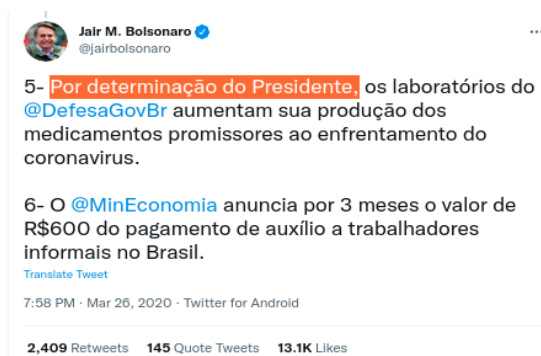 Jair M. Bolsonaro
@jairbolsonaro
5- Por determinação do Presidente, os laboratórios do
@DefesaGovBr aumentam sua produção dos
medicamentos promissores ao enfrentamento do
coronavirus.
6- O @MinEconomia anuncia por 3 meses o valor de
R$600 do pagamento de auxílio a trabalhadores
informais no Brasil.
Translate Tweet
7:58 PM · Mar 26, 2020 · Twitter for Android
2,409 Retweets 145 Quote Tweets 13.1K Likes